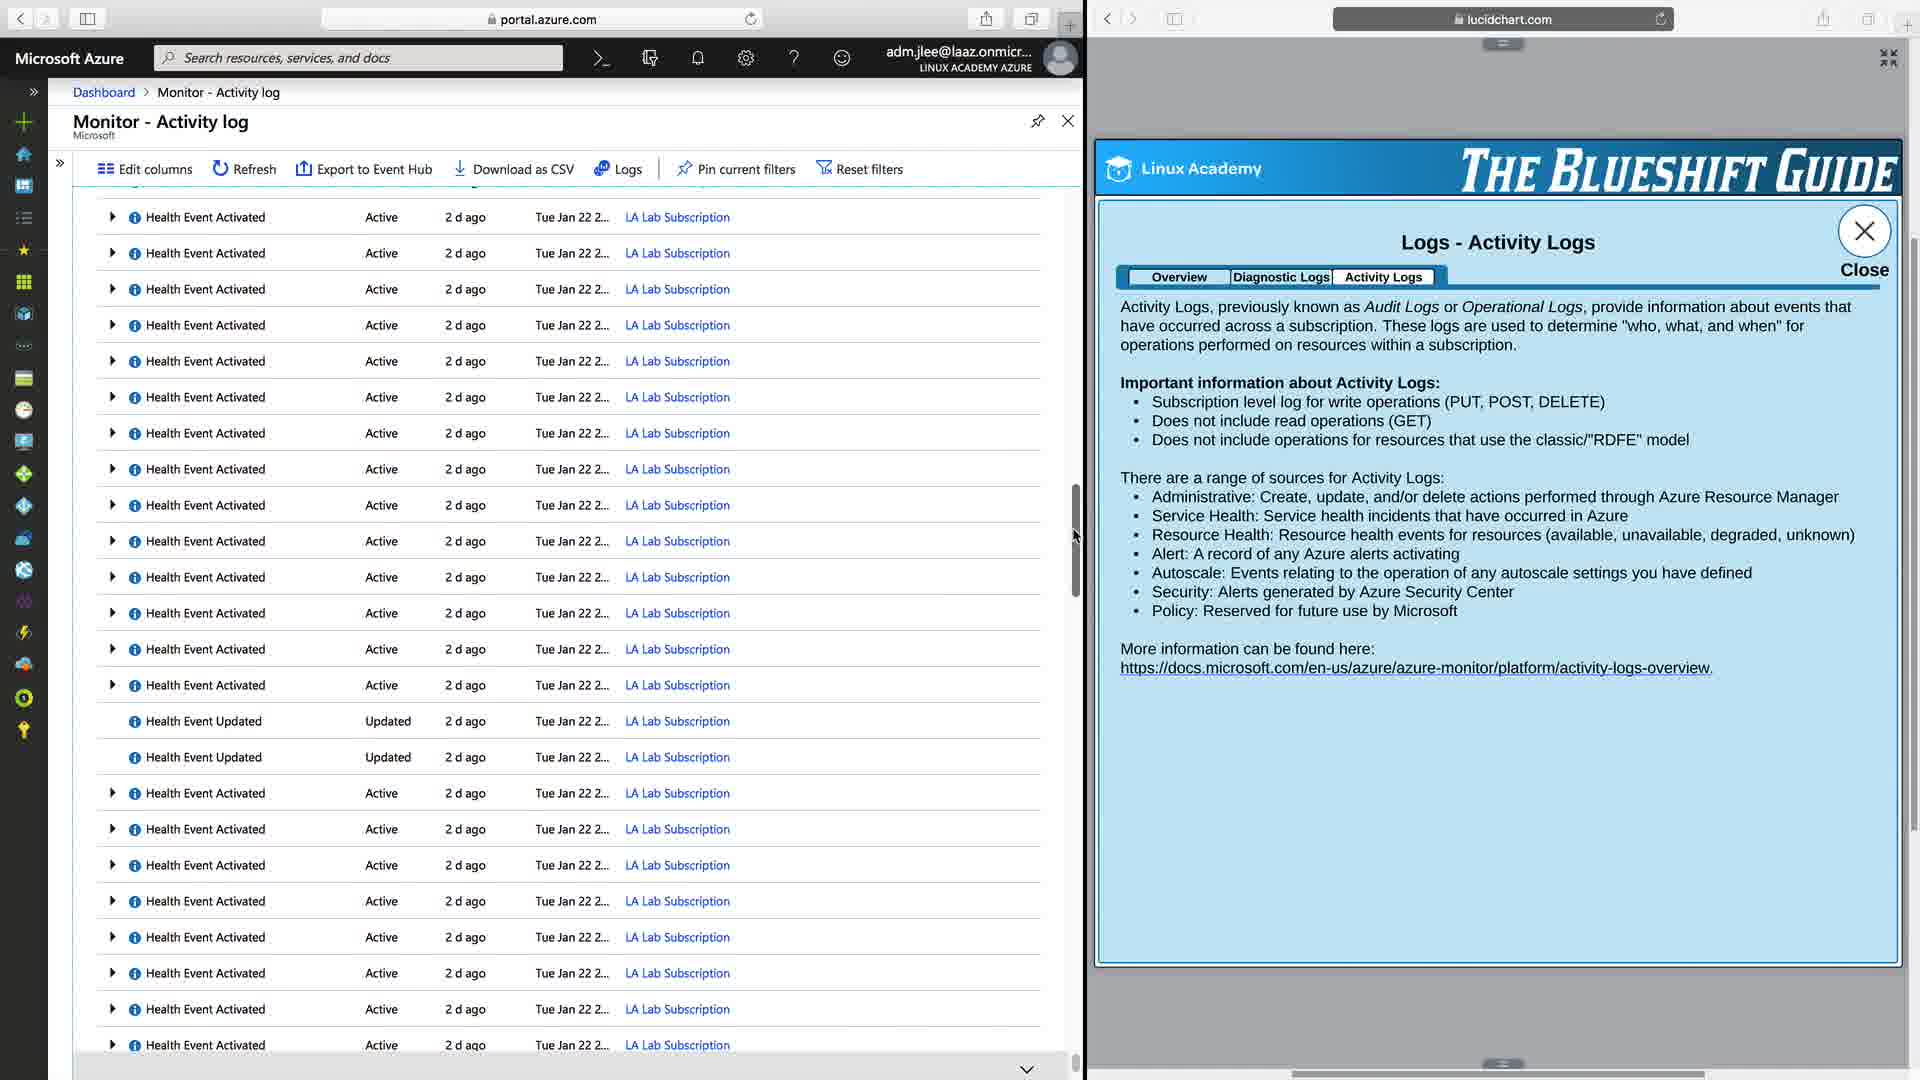 portal.azure.com
Microsoft Azure
Search resources, services, and docs
adm.jlee@laaz.onmicr...
LINUX ACADEMY AZURE
Dashboard > Monitor - Activity log
Monitor - Activity log
Microsoft
Edit columns Refresh Export to Event Hub Download as CSV Logs Pin current filters Reset filters
Health Event Activated Active 2 d ago Tue Jan 22 2... LA Lab Subscription
Health Event Activated Active 2 d ago Tue Jan 22 2... LA Lab Subscription
Health Event Activated Active 2 d ago Tue Jan 22 2... LA Lab Subscription
Health Event Activated Active 2 d ago Tue Jan 22 2... LA Lab Subscription
Health Event Activated Active 2 d ago Tue Jan 22 2... LA Lab Subscription
Health Event Activated Active 2 d ago Tue Jan 22 2... LA Lab Subscription
Health Event Activated Active 2 d ago Tue Jan 22 2... LA Lab Subscription
Health Event Activated Active 2 d ago Tue Jan 22 2... LA Lab Subscription
Health Event Activated Active 2 d ago Tue Jan 22 2... LA Lab Subscription
Health Event Activated Active 2 d ago Tue Jan 22 2... LA Lab Subscription
Health Event Activated Active 2 d ago Tue Jan 22 2... LA Lab Subscription
Health Event Activated Active 2 d ago Tue Jan 22 2... LA Lab Subscription
Health Event Activated Active 2 d ago Tue Jan 22 2... LA Lab Subscription
Health Event Activated Active 2 d ago Tue Jan 22 2... LA Lab Subscription
Health Event Updated Updated 2 d ago Tue Jan 22 2... LA Lab Subscription
Health Event Updated Updated 2 d ago Tue Jan 22 2... LA Lab Subscription
Health Event Activated Active 2 d ago Tue Jan 22 2... LA Lab Subscription
Health Event Activated Active 2 d ago Tue Jan 22 2... LA Lab Subscription
Health Event Activated Active 2 d ago Tue Jan 22 2... LA Lab Subscription
Health Event Activated Active 2 d ago Tue Jan 22 2... LA Lab Subscription
Health Event Activated Active 2 d ago Tue Jan 22 2... LA Lab Subscription
Health Event Activated Active 2 d ago Tue Jan 22 2... LA Lab Subscription
Health Event Activated Active 2 d ago Tue Jan 22 2... LA Lab Subscription
Health Event Activated Active 2 d ago Tue Jan 22 2... LA Lab Subscription
lucidchart.com
Linux Academy
THE BLUESHIFT GUIDE
Logs - Activity Logs
Close
Overview Diagnostic Logs Activity Logs
Activity Logs, previously known as Audit Logs or Operational Logs, provide information about events that
have occurred across a subscription. These logs are used to determine "who, what, and when" for
operations performed on resources within a subscription.
Important information about Activity Logs:
• Subscription level log for write operations (PUT, POST, DELETE)
• Does not include read operations (GET)
• Does not include operations for resources that use the classic/"RDFE" model
There are a range of sources for Activity Logs:
• Administrative: Create, update, and/or delete actions performed through Azure Resource Manager
• Service Health: Service health incidents that have occurred in Azure
• Resource Health: Resource health events for resources (available, unavailable, degraded, unknown)
• Alert: A record of any Azure alerts activating
• Autoscale: Events relating to the operation of any autoscale settings you have defined
• Security: Alerts generated by Azure Security Center
• Policy: Reserved for future use by Microsoft
More information can be found here:
https://docs.microsoft.com/en-us/azure/azure-monitor/platform/activity-logs-overview.